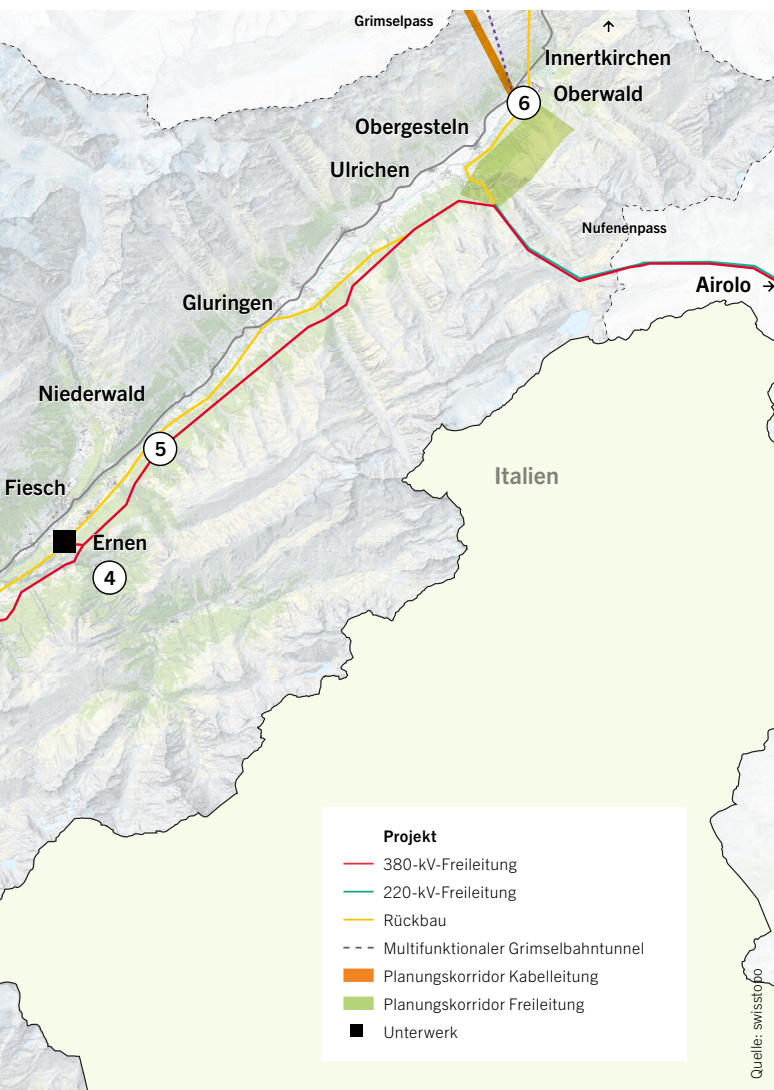 Grimselpass
↑
Innertkirchen
6
Oberwald
Obergesteln
Ulrichen
Nufenenpass
Airolo →
Gluringen
Niederwald
5
Italien
Fiesch
Ernen
4
Projekt
380-kV-Freileitung
220-kV-Freileitung
Rückbau
Multifunktionaler Grimselbahntunnel
Planungskorridor Kabelleitung
Planungskorridor Freileitung
Unterwerk
Quelle: swisstopo